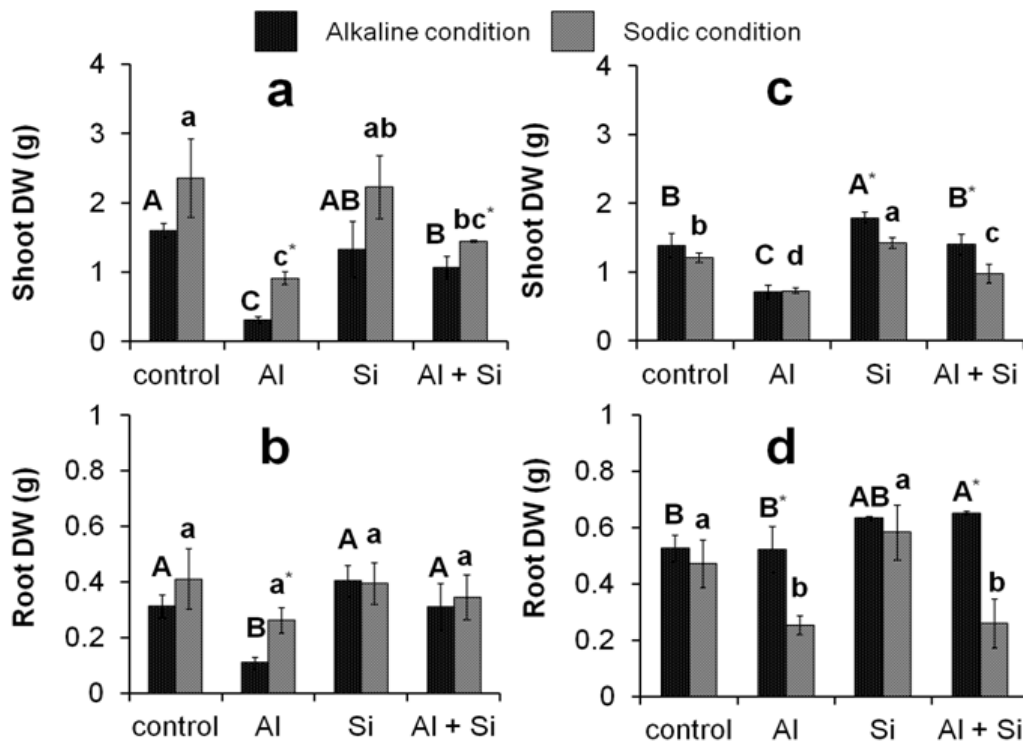 Alkaline condition Sodic condition
a
Shoot DW (g)
4
3
2
1
0
A a
C c*
AB ab
B bc*
control Al Si Al + Si
c
Shoot DW (g)
4
3
2
1
0
B b
C d
A* a
B* c
control Al Si Al + Si
b
Root DW (g)
1
0.8
0.6
0.4
0.2
0
A a
B a*
A a
A a
control Al Si Al + Si
d
Root DW (g)
1
0.8
0.6
0.4
0.2
0
B a
B* b
AB a
A* b
control Al Si Al + Si